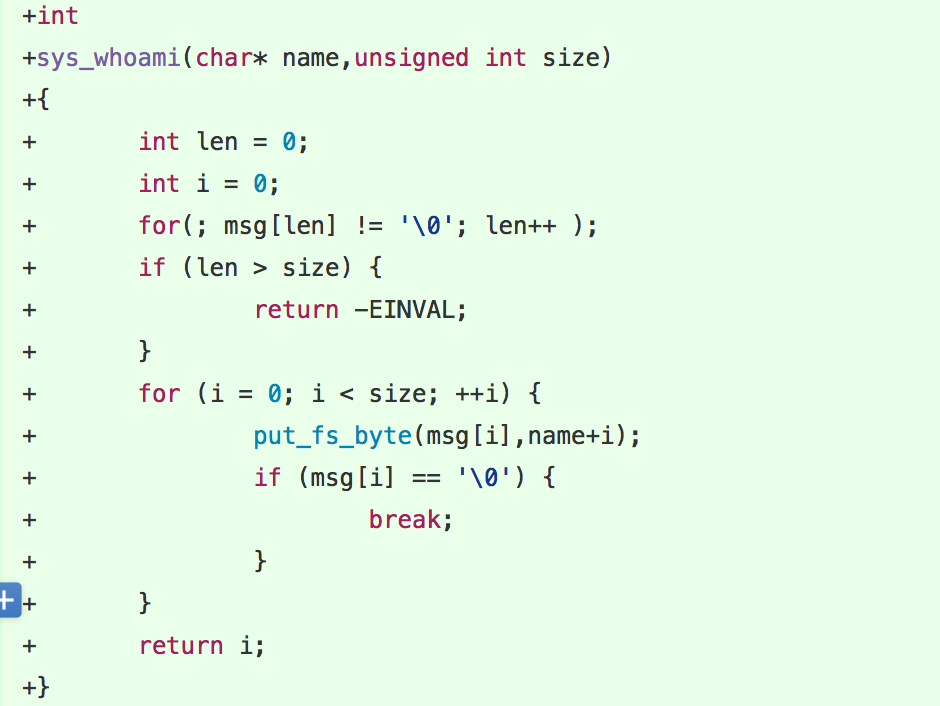 +int
+sys_whoami(char* name,unsigned int size)
+{
+       int len = 0;
+       int i = 0;
+       for(; msg[len] != '\0'; len++ );
+       if (len > size) {
+               return -EINVAL;
+       }
+       for (i = 0; i < size; ++i) {
+               put_fs_byte(msg[i],name+i);
+               if (msg[i] == '\0') {
+                       break;
+               }
+       }
+       return i;
+}